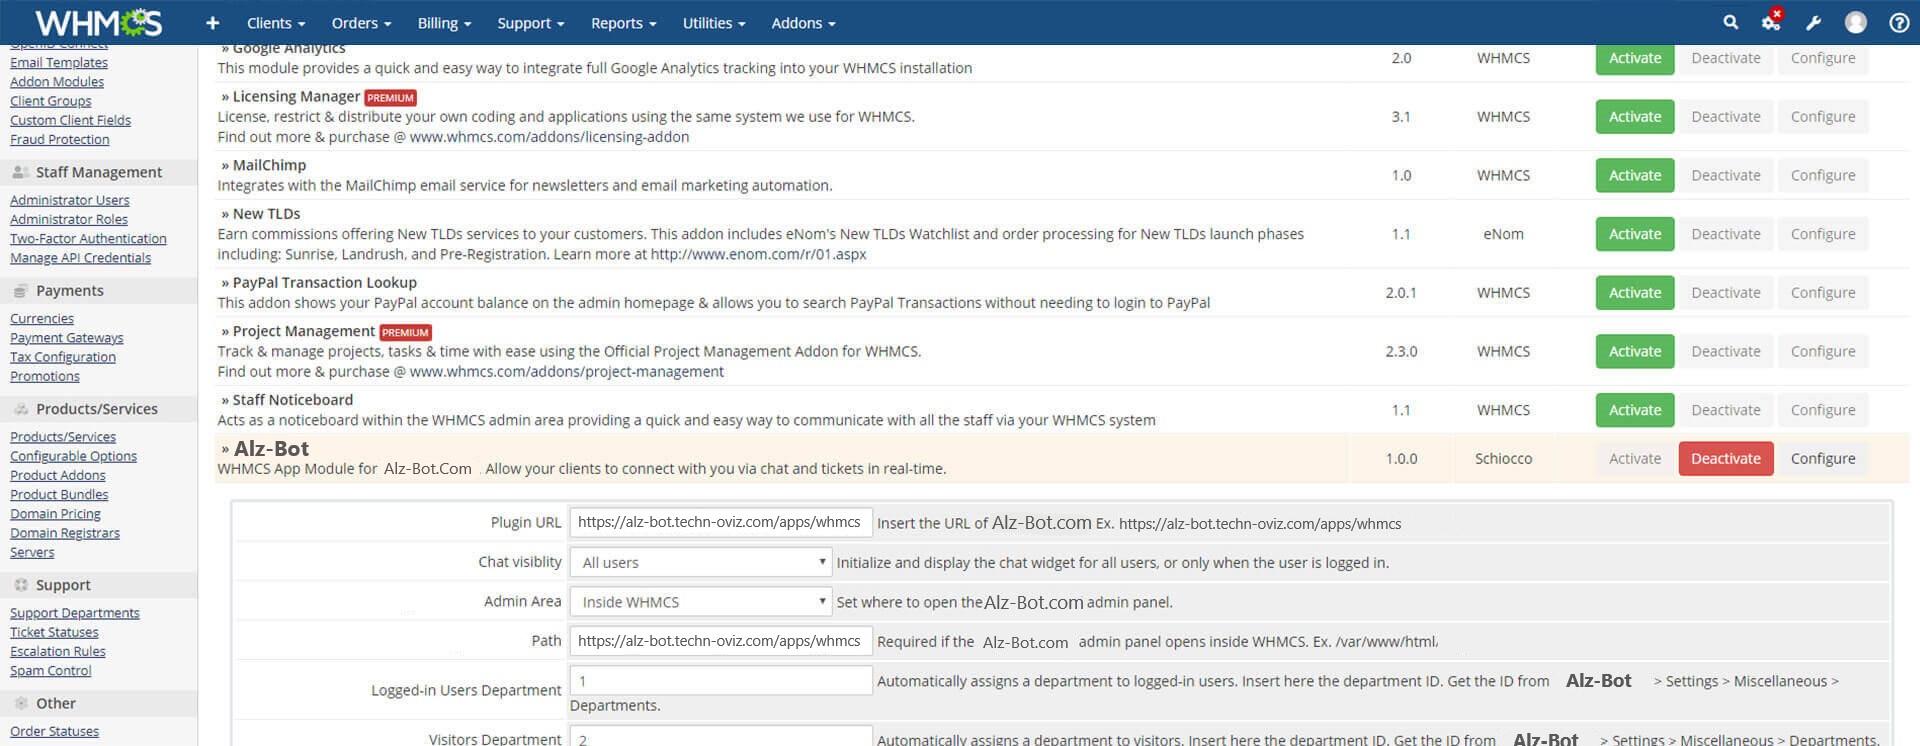 WHMCS
+ Clients Orders Billing Support Reports Utilities Addons
OpenID Connect
Email Templates
Addon Modules
Client Groups
Custom Client Fields
Fraud Protection
Staff Management
Administrator Users
Administrator Roles
Two-Factor Authentication
Manage API Credentials
Payments
Currencies
Payment Gateways
Tax Configuration
Promotions
Products/Services
Products/Services
Configurable Options
Product Addons
Product Bundles
Domain Pricing
Domain Registrars
Servers
Support
Support Departments
Ticket Statuses
Escalation Rules
Spam Control
Other
Order Statuses
» Google Analytics
This module provides a quick and easy way to integrate full Google Analytics tracking into your WHMCS installation
2.0 WHMCS Activate Deactivate Configure
» Licensing Manager PREMIUM
License, restrict & distribute your own coding and applications using the same system we use for WHMCS.
Find out more & purchase @ www.whmcs.com/addons/licensing-addon
3.1 WHMCS Activate Deactivate Configure
» MailChimp
Integrates with the MailChimp email service for newsletters and email marketing automation.
1.0 WHMCS Activate Deactivate Configure
» New TLDs
Earn commissions offering New TLDs services to your customers. This addon includes eNom's New TLDs Watchlist and order processing for New TLDs launch phases
including: Sunrise, Landrush, and Pre-Registration. Learn more at http://www.enom.com/r/01.aspx
1.1 eNom Activate Deactivate Configure
» PayPal Transaction Lookup
This addon shows your PayPal account balance on the admin homepage & allows you to search PayPal Transactions without needing to login to PayPal
2.0.1 WHMCS Activate Deactivate Configure
» Project Management PREMIUM
Track & manage projects, tasks & time with ease using the Official Project Management Addon for WHMCS.
Find out more & purchase @ www.whmcs.com/addons/project-management
2.3.0 WHMCS Activate Deactivate Configure
» Staff Noticeboard
Acts as a noticeboard within the WHMCS admin area providing a quick and easy way to communicate with all the staff via your WHMCS system
1.1 WHMCS Activate Deactivate Configure
» Alz-Bot
WHMCS App Module for Alz-Bot.Com . Allow your clients to connect with you via chat and tickets in real-time.
1.0.0 Schiocco Activate Deactivate Configure
Plugin URL https://alz-bot.techn-oviz.com/apps/whmcs Insert the URL of Alz-Bot.com Ex. https://alz-bot.techn-oviz.com/apps/whmcs
Chat visiblity All users Initialize and display the chat widget for all users, or only when the user is logged in.
Admin Area Inside WHMCS Set where to open the Alz-Bot.com admin panel.
Path https://alz-bot.techn-oviz.com/apps/whmcs Required if the Alz-Bot.com admin panel opens inside WHMCS. Ex. /var/www/html/
Logged-in Users Department 1 Automatically assigns a department to logged-in users. Insert here the department ID. Get the ID from Alz-Bot > Settings > Miscellaneous >
Departments.
Visitors Department 2 Automatically assigns a department to visitors. Insert here the department ID. Get the ID from Alz-Bot > Settings > Miscellaneous > Departments.